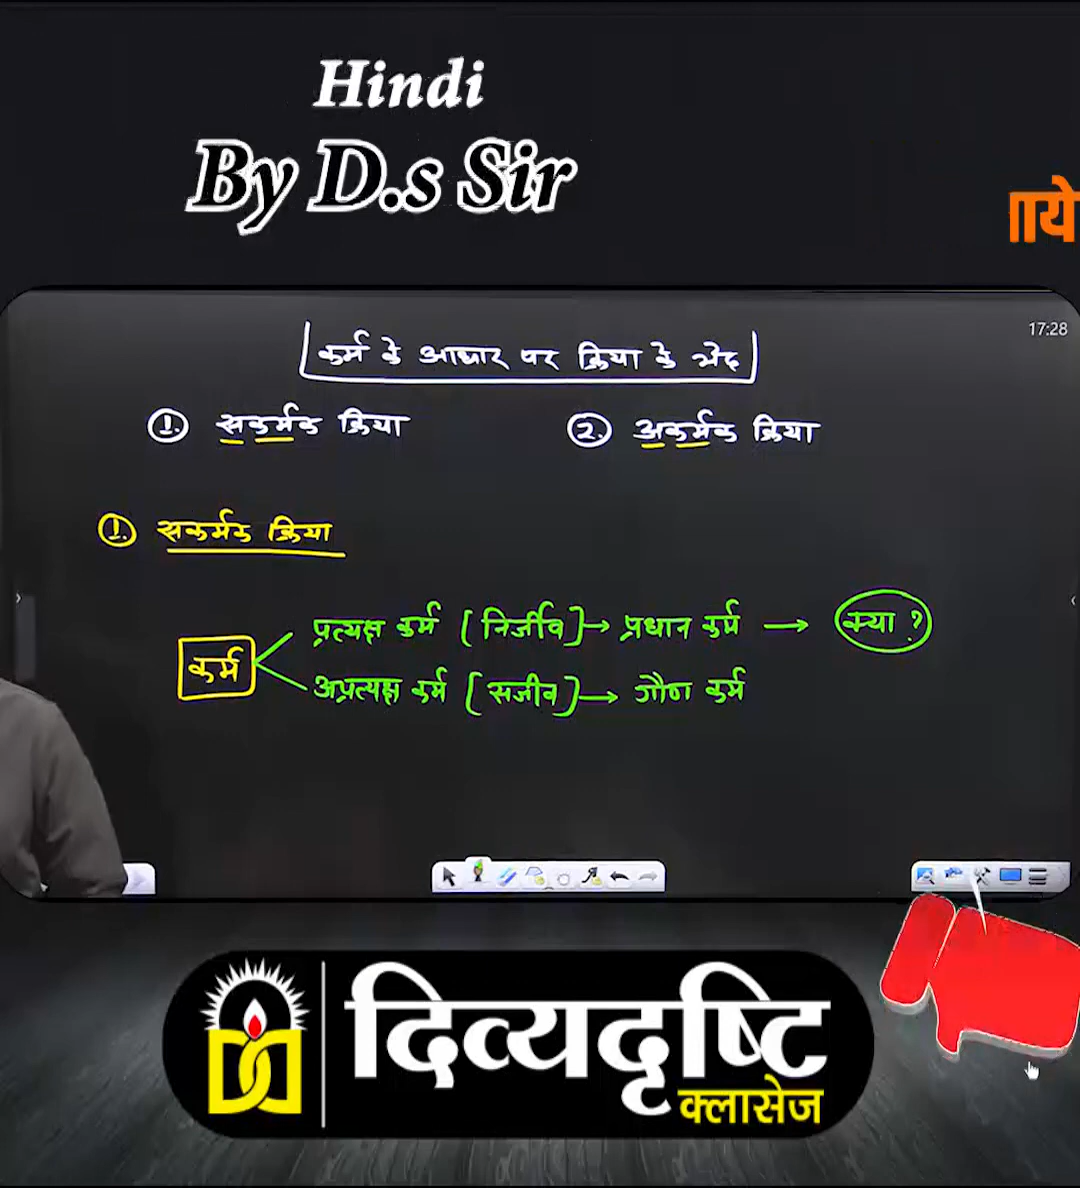 Hindi
By D.s Sir
ाये
17:28
कर्म के आधार पर क्रिया के भेद
1. सकर्मक क्रिया
2. अकर्मक क्रिया
1. सकर्मक क्रिया
कर्म
प्रत्यक्ष कर्म [निर्जीव] → प्रधान कर्म → क्या ?
अप्रत्यक्ष कर्म [सजीव] → गौण कर्म
दिव्यदृष्टि
क्लासेज